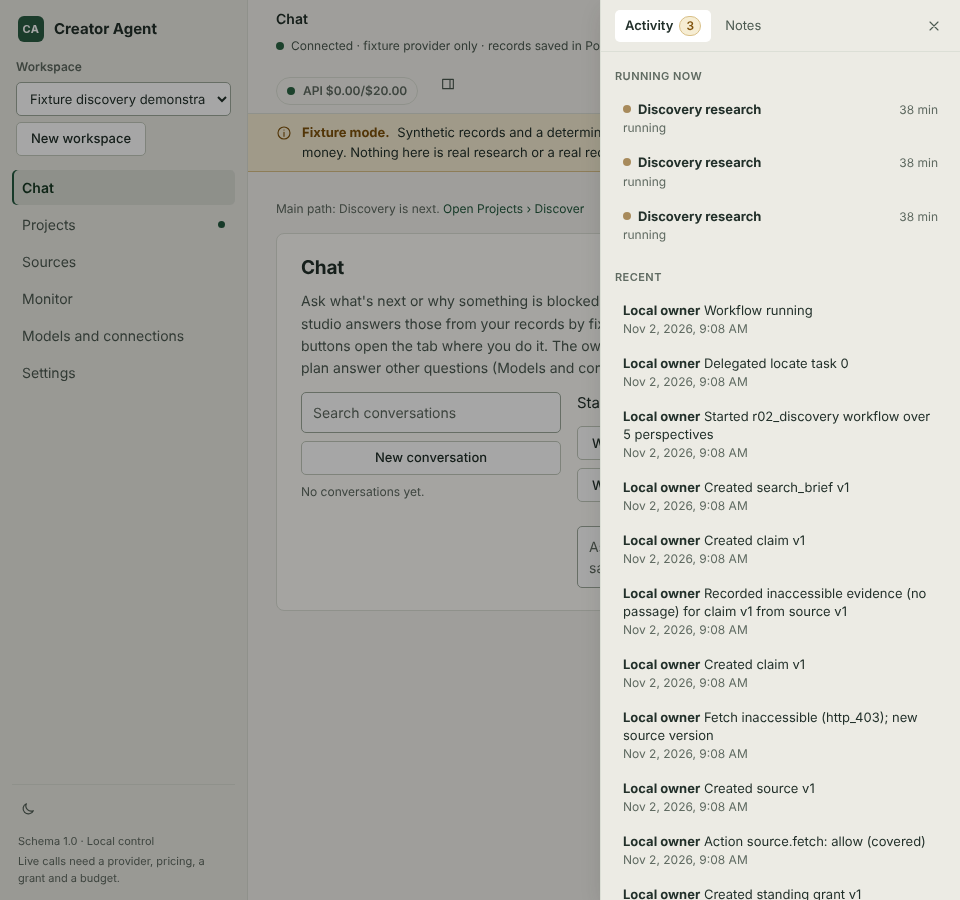 CA Creator Agent
Workspace
Fixture discovery demonstra
New workspace
Chat
Projects
Sources
Monitor
Models and connections
Settings
Schema 1.0 · Local control
Live calls need a provider, pricing, a
grant and a budget.
Chat
Connected · fixture provider only · records saved in Po
API $0.00/$20.00
Fixture mode. Synthetic records and a determin
money. Nothing here is real research or a real rec
Main path: Discovery is next. Open Projects › Discover
Chat
Ask what's next or why something is blocked
studio answers those from your records by fix
buttons open the tab where you do it. The ow
plan answer other questions (Models and con
Search conversations
New conversation
No conversations yet.
Sta
W
W
A
sa
Activity 3
Notes
RUNNING NOW
Discovery research 38 min
running
Discovery research 38 min
running
Discovery research 38 min
running
RECENT
Local owner Workflow running
Nov 2, 2026, 9:08 AM
Local owner Delegated locate task 0
Nov 2, 2026, 9:08 AM
Local owner Started r02_discovery workflow over
5 perspectives
Nov 2, 2026, 9:08 AM
Local owner Created search_brief v1
Nov 2, 2026, 9:08 AM
Local owner Created claim v1
Nov 2, 2026, 9:08 AM
Local owner Recorded inaccessible evidence (no
passage) for claim v1 from source v1
Nov 2, 2026, 9:08 AM
Local owner Created claim v1
Nov 2, 2026, 9:08 AM
Local owner Fetch inaccessible (http_403); new
source version
Nov 2, 2026, 9:08 AM
Local owner Created source v1
Nov 2, 2026, 9:08 AM
Local owner Action source.fetch: allow (covered)
Nov 2, 2026, 9:08 AM
Local owner Created standing grant v1